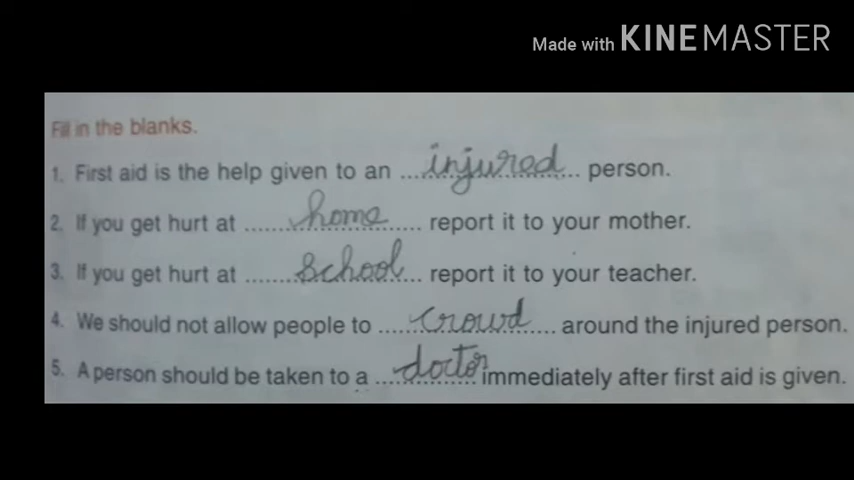 Made with KINEMASTER
Fill in the blanks.
1. First aid is the help given to an ....injured.... person.
2. If you get hurt at ....home.... report it to your mother.
3. If you get hurt at ....school.... report it to your teacher.
4. We should not allow people to ....crowd.... around the injured person.
5. A person should be taken to a ....doctor.... immediately after first aid is given.